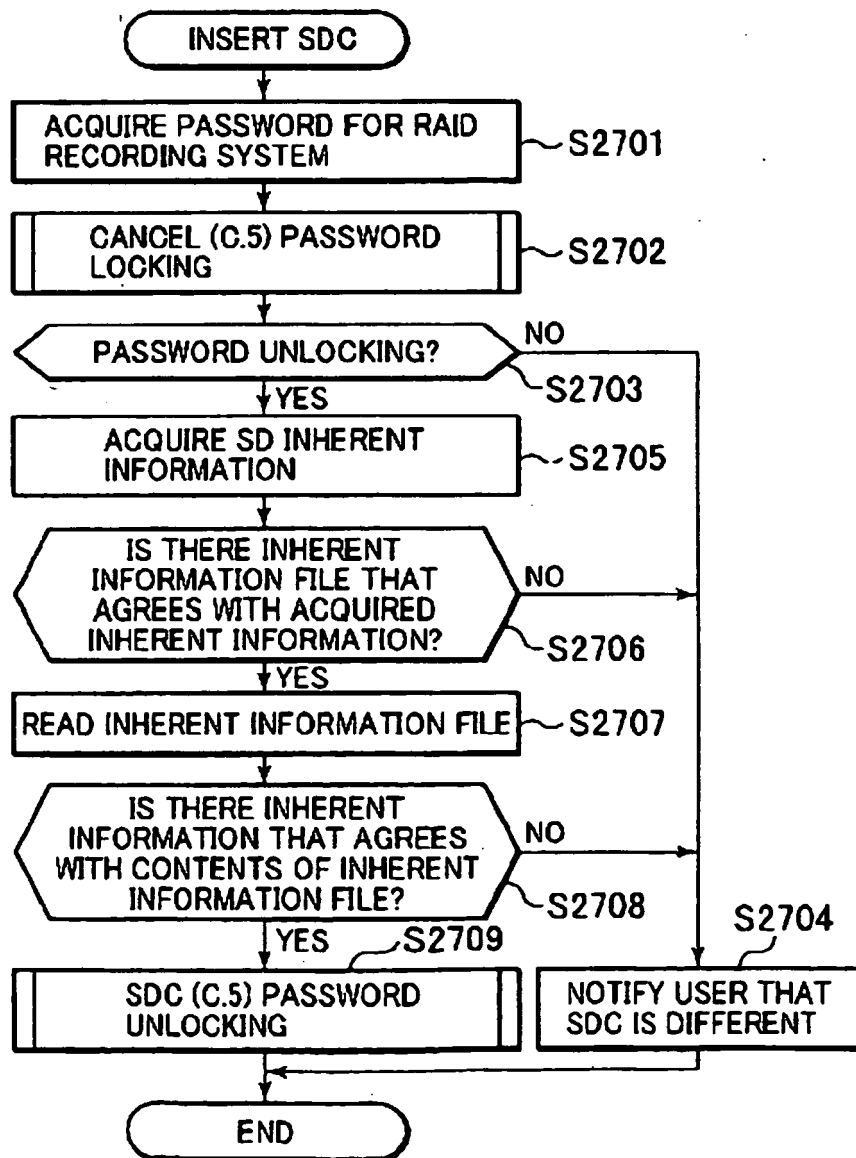 INSERT SDC
ACQUIRE PASSWORD FOR RAID
RECORDING SYSTEM
S2701
CANCEL (C.5) PASSWORD
LOCKING
S2702
PASSWORD UNLOCKING?
NO
S2703
YES
ACQUIRE SD INHERENT
INFORMATION
S2705
IS THERE INHERENT
INFORMATION FILE THAT
AGREES WITH ACQUIRED
INHERENT INFORMATION?
NO
S2706
YES
READ INHERENT INFORMATION FILE
S2707
IS THERE INHERENT
INFORMATION THAT AGREES
WITH CONTENTS OF INHERENT
INFORMATION FILE?
NO
S2708
YES
S2709
SDC (C.5) PASSWORD
UNLOCKING
S2704
NOTIFY USER THAT
SDC IS DIFFERENT
END